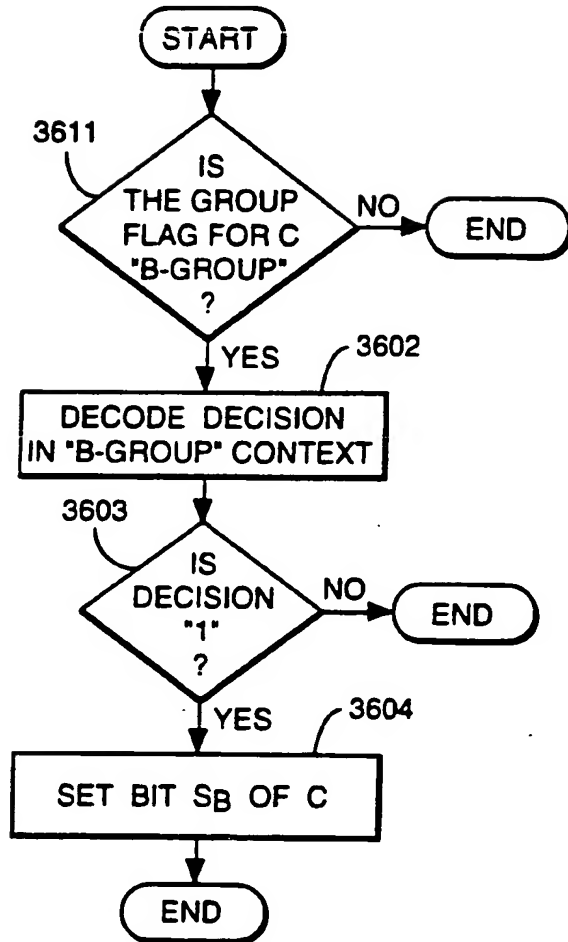 START
3611
IS
THE GROUP
FLAG FOR C
"B-GROUP"
?
NO
END
YES
3602
DECODE DECISION
IN "B-GROUP" CONTEXT
3603
IS
DECISION
"1"
?
NO
END
YES
3604
SET BIT SB OF C
END